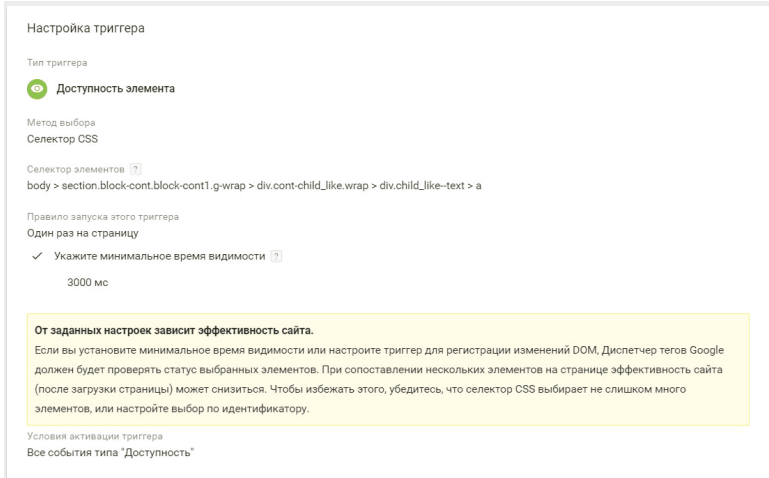 Настройка триггера
Тип триггера
Доступность элемента
Метод выбора
Селектор CSS
Селектор элементов ?
body > section.block-cont.block-cont1.g-wrap > div.cont-child_like.wrap > div.child_like--text > a
Правило запуска этого триггера
Один раз на страницу
Укажите минимальное время видимости ?
3000 мс
От заданных настроек зависит эффективность сайта.
Если вы установите минимальное время видимости или настроите триггер для регистрации изменений DOM, Диспетчер тегов Google
должен будет проверять статус выбранных элементов. При сопоставлении нескольких элементов на странице эффективность сайта
(после загрузки страницы) может снизиться. Чтобы избежать этого, убедитесь, что селектор CSS выбирает не слишком много
элементов, или настройте выбор по идентификатору.
Условия активации триггера
Все события типа "Доступность"